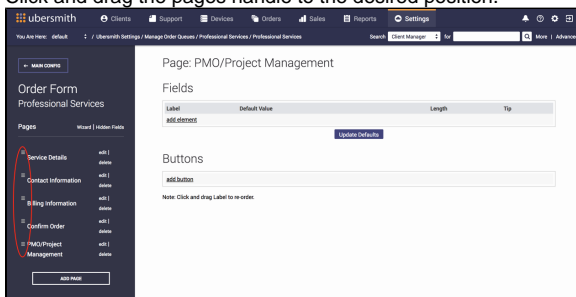 Click and drag the pages handle to the desired position.
ubersmith Clients Support Devices Orders Sales Reports Settings
You Are Here: default / Ubersmith Settings / Manage Order Queues / Professional Services / Professional Services Search Client Manager for More | Advance
← MAIN CONFIG
Order Form
Professional Services
Pages Wizard | Hidden Fields
Service Details edit |
delete
Contact Information edit |
delete
Billing Information edit |
delete
Confirm Order edit |
delete
PMO/Project edit |
Management delete
ADD PAGE
Page: PMO/Project Management
Fields
Label Default Value Length Tip
add element
Update Defaults
Buttons
add button
Note: Click and drag Label to re-order.